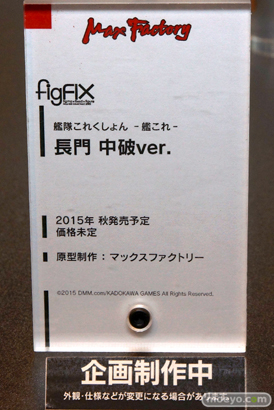 Max Factory
figFIX
艦隊これくしょん -艦これ-
長門 中破ver.
2015年 秋発売予定
価格未定
原型制作：マックスファクトリー
©2015 DMM.com/KADOKAWA GAMES All Rights Reserved.
企画制作中
外観・仕様などが変更になる場合があります
moeyo.com